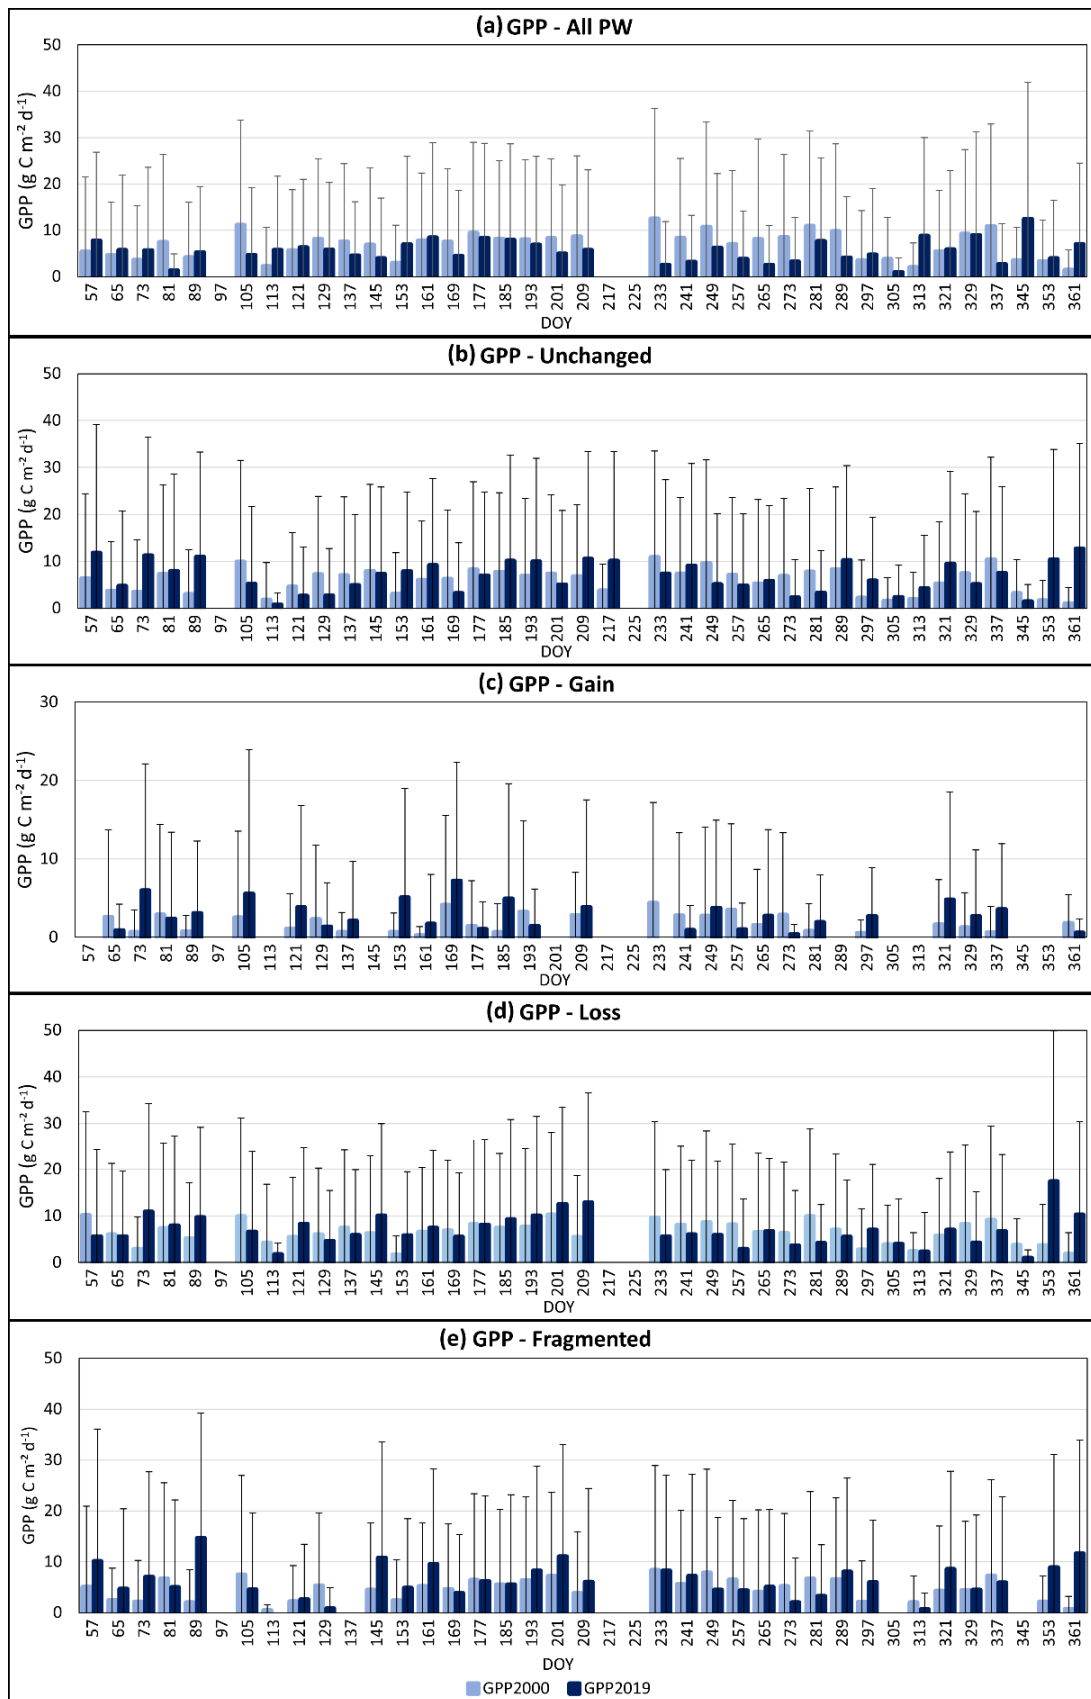 (a) GPP - All PW
GPP (g C m⁻² d⁻¹)
50
40
30
20
10
0
57 65 73 81 89 97 105 113 121 129 137 145 153 161 169 177 185 193 201 209 217 225 233 241 249 257 265 273 281 289 297 305 313 321 329 337 345 353 361
DOY
(b) GPP - Unchanged
GPP (g C m⁻² d⁻¹)
50
40
30
20
10
0
57 65 73 81 89 97 105 113 121 129 137 145 153 161 169 177 185 193 201 209 217 225 233 241 249 257 265 273 281 289 297 305 313 321 329 337 345 353 361
DOY
(c) GPP - Gain
GPP (g C m⁻² d⁻¹)
30
20
10
0
57 65 73 81 89 97 105 113 121 129 137 145 153 161 169 177 185 193 201 209 217 225 233 241 249 257 265 273 281 289 297 305 313 321 329 337 345 353 361
DOY
(d) GPP - Loss
GPP (g C m⁻² d⁻¹)
50
40
30
20
10
0
57 65 73 81 89 97 105 113 121 129 137 145 153 161 169 177 185 193 201 209 217 225 233 241 249 257 265 273 281 289 297 305 313 321 329 337 345 353 361
DOY
(e) GPP - Fragmented
GPP (g C m⁻² d⁻¹)
50
40
30
20
10
0
57 65 73 81 89 97 105 113 121 129 137 145 153 161 169 177 185 193 201 209 217 225 233 241 249 257 265 273 281 289 297 305 313 321 329 337 345 353 361
DOY
GPP2000 GPP2019